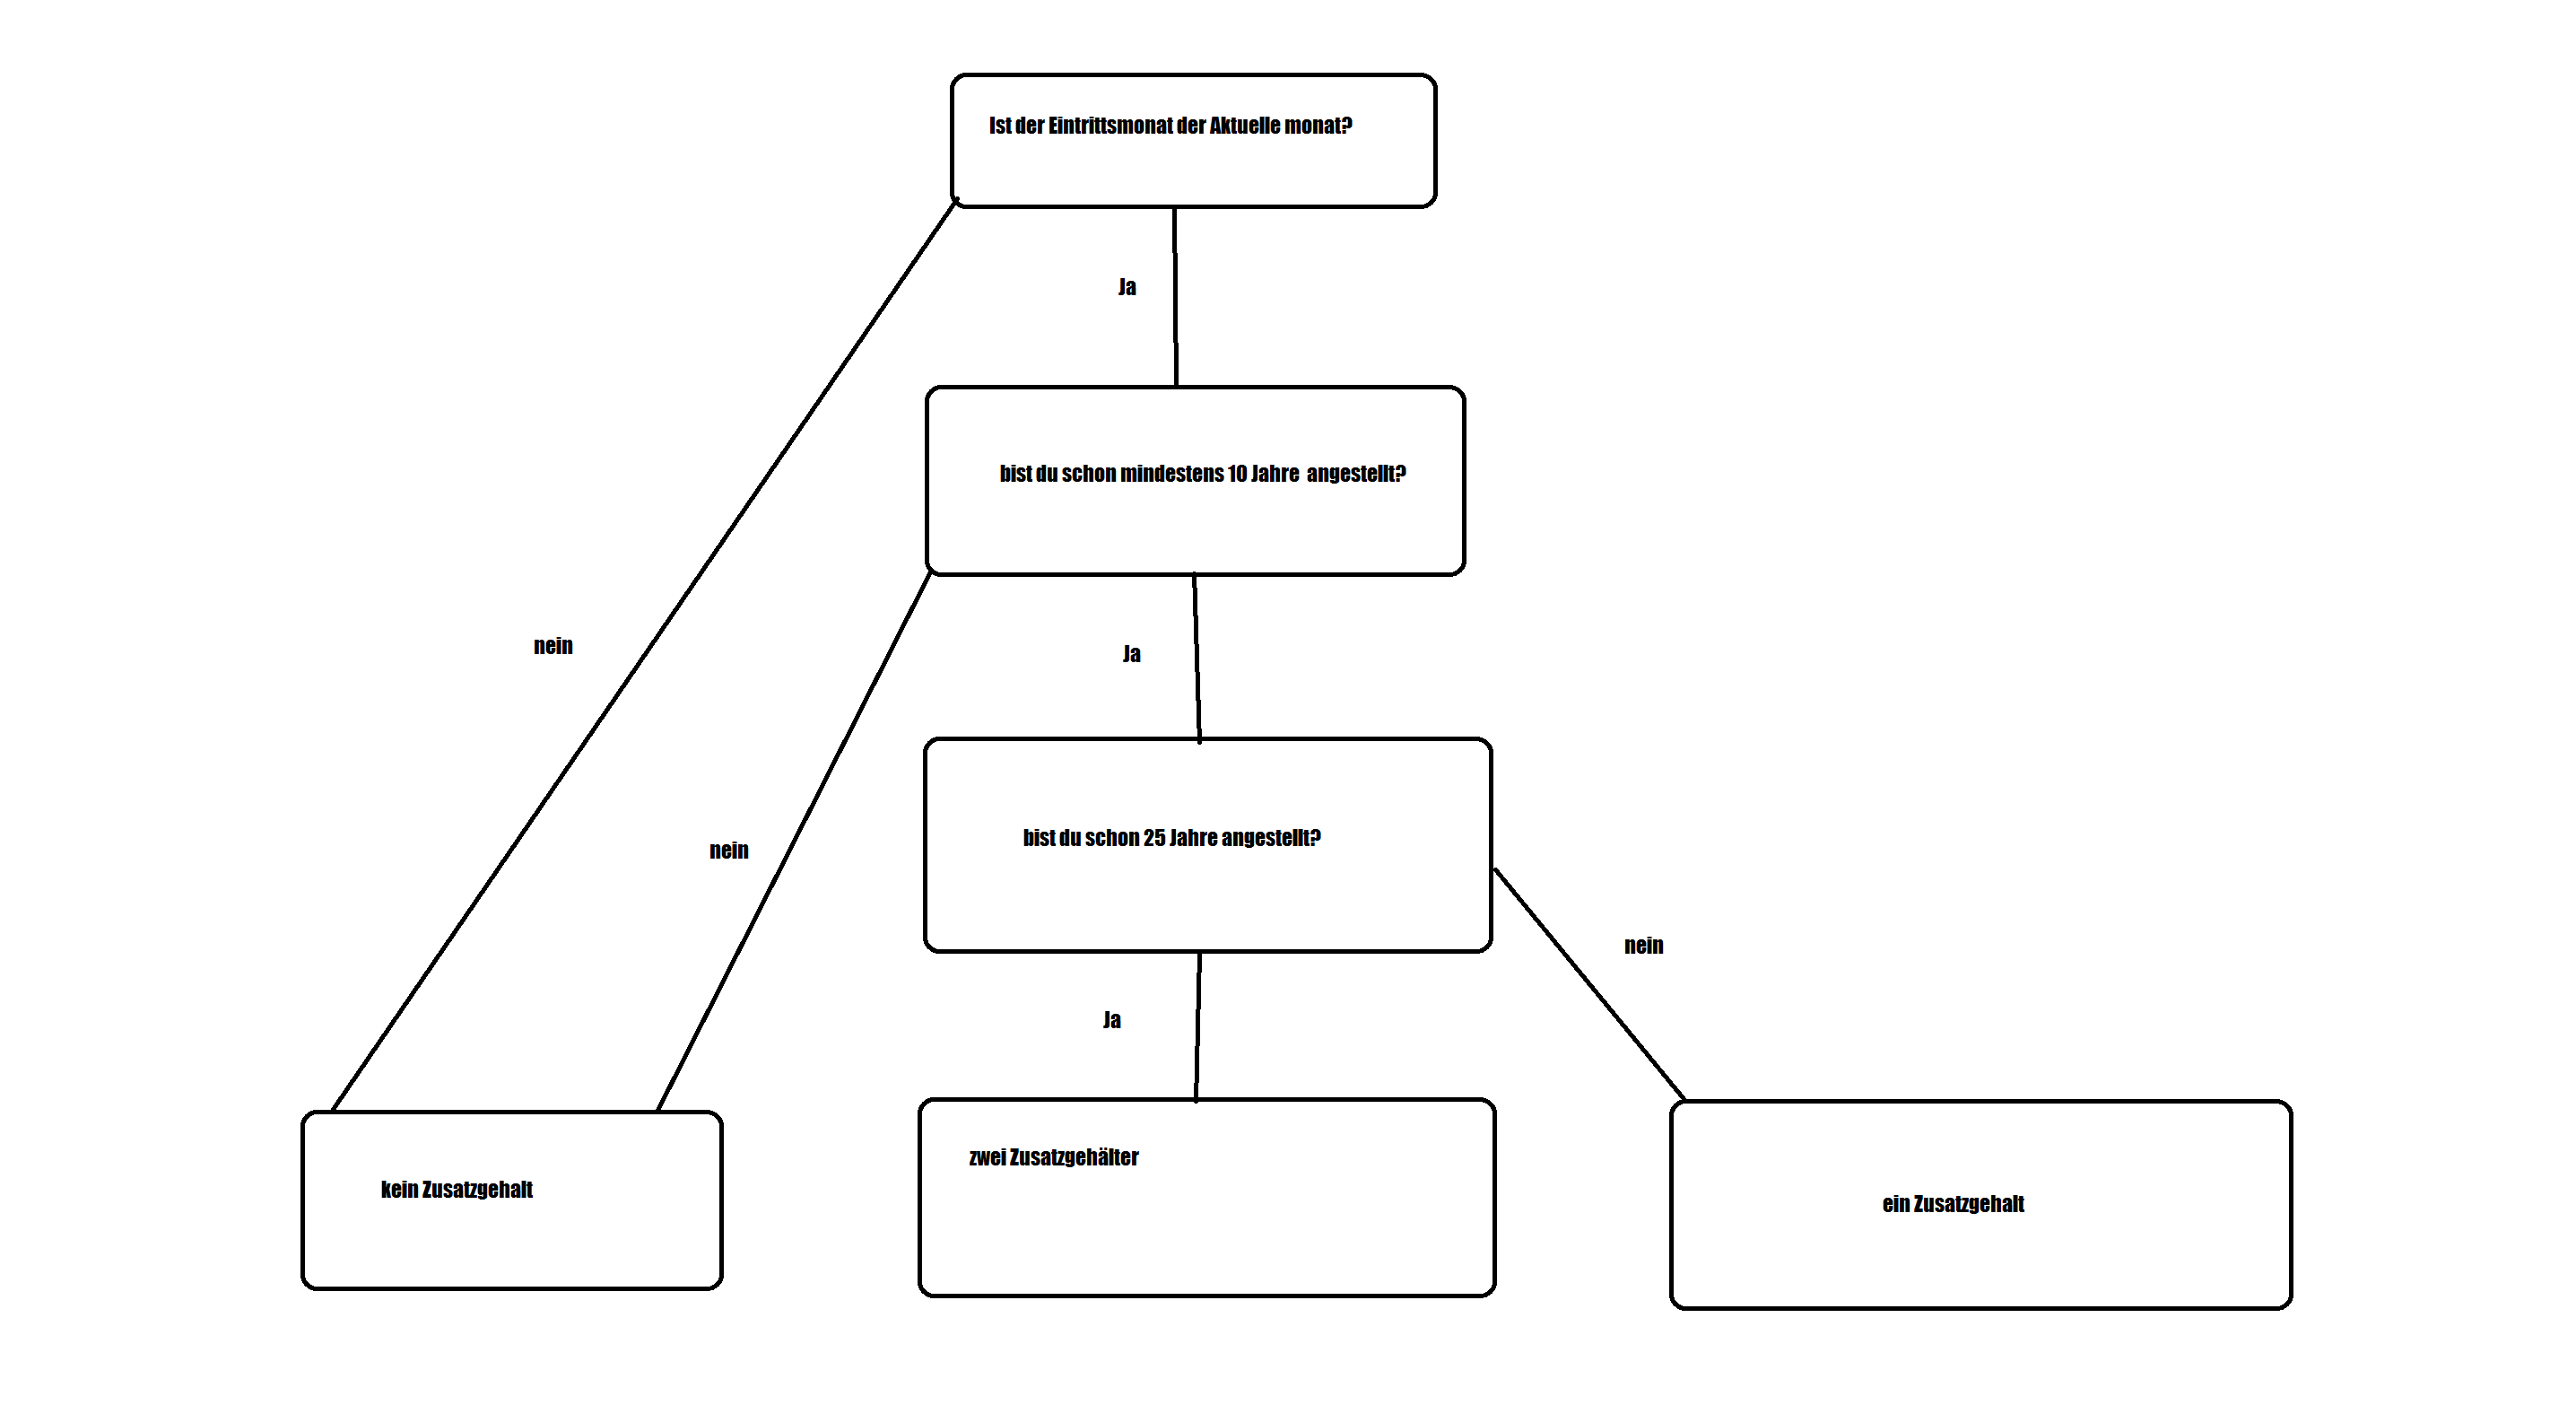 Ist der Eintrittsmonat der Aktuelle monat?
Ja
bist du schon mindestens 10 Jahre  angestellt?
nein
Ja
bist du schon 25 Jahre angestellt?
nein
nein
Ja
zwei Zusatzgehälter
kein Zusatzgehalt
ein Zusatzgehalt